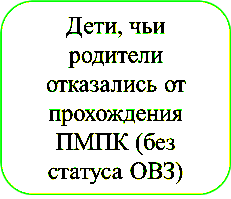 Дети, чьи
родители
отказались от
прохождения
ПМПК (без
статуса ОВЗ)